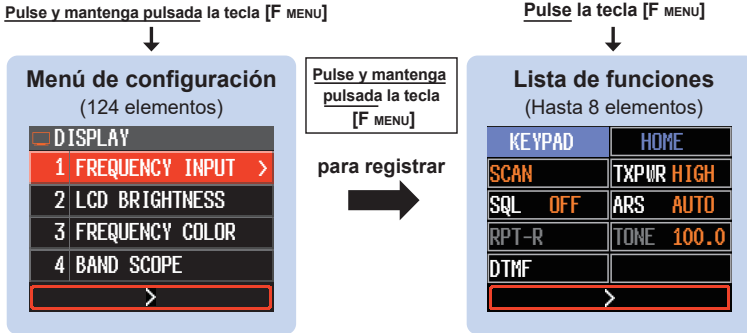 Pulse y mantenga pulsada la tecla [F MENU]
Menú de configuración
(124 elementos)
DISPLAY
1 FREQUENCY INPUT >
2 LCD BRIGHTNESS
3 FREQUENCY COLOR
4 BAND SCOPE
>
Pulse y mantenga
pulsada la tecla
[F MENU]
para registrar
Pulse la tecla [F MENU]
Lista de funciones
(Hasta 8 elementos)
KEYPAD HOME
SCAN TXPWR HIGH
SQL OFF ARS AUTO
RPT-R TONE 100.0
DTMF
>